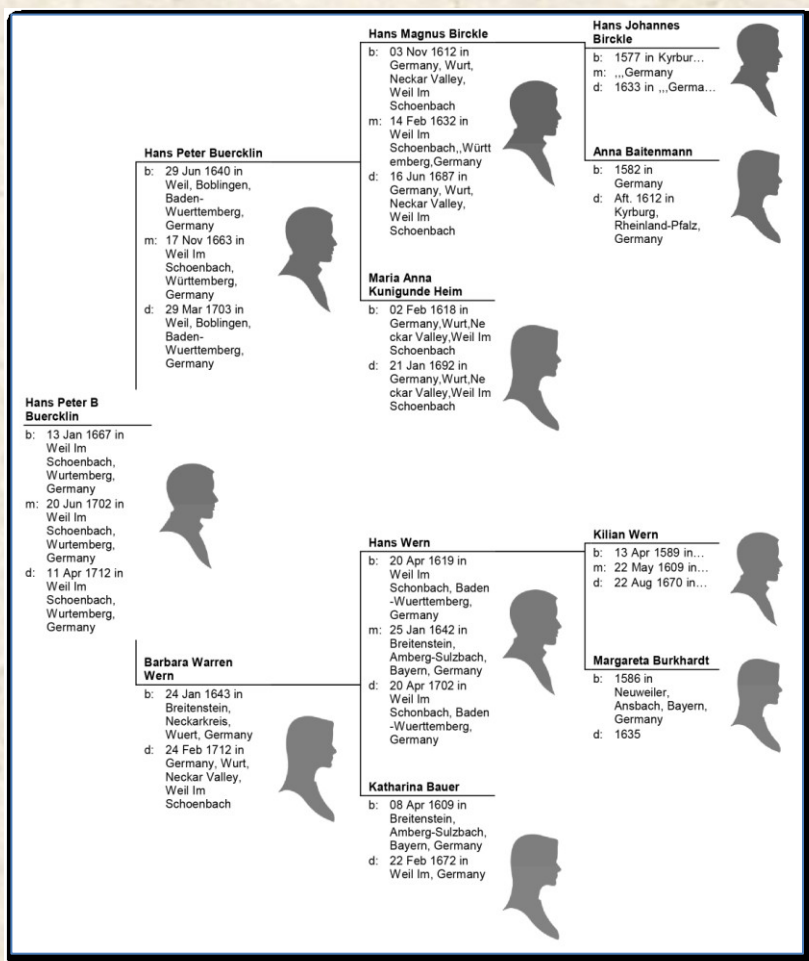 Hans Magnus Birckle
b: 03 Nov 1612 in
Germany, Wurt,
Neckar Valley,
Weil Im
Schoenbach
m: 14 Feb 1632 in
Weil Im
Schoenbach,,Württ
emberg,Germany
d: 16 Jun 1687 in
Germany, Wurt,
Neckar Valley,
Weil Im
Schoenbach
Hans Johannes
Birckle
b: 1577 in Kyrbur…
m: ,,,Germany
d: 1633 in ,,,Germa…
Anna Baitenmann
b: 1582 in
Germany
d: Aft. 1612 in
Kyrburg,
Rheinland-Pfalz,
Germany
Hans Peter Buercklin
b: 29 Jun 1640 in
Weil, Boblingen,
Baden-
Wuerttemberg,
Germany
m: 17 Nov 1663 in
Weil Im
Schoenbach,
Württemberg,
Germany
d: 29 Mar 1703 in
Weil, Boblingen,
Baden-
Wuerttemberg,
Germany
Maria Anna
Kunigunde Heim
b: 02 Feb 1618 in
Germany,Wurt,Ne
ckar Valley,Weil Im
Schoenbach
d: 21 Jan 1692 in
Germany,Wurt,Ne
ckar Valley,Weil Im
Schoenbach
Hans Peter B
Buercklin
b: 13 Jan 1667 in
Weil Im
Schoenbach,
Wurtemberg,
Germany
m: 20 Jun 1702 in
Weil Im
Schoenbach,
Wurtemberg,
Germany
d: 11 Apr 1712 in
Weil Im
Schoenbach,
Wurtemberg,
Germany
Hans Wern
b: 20 Apr 1619 in
Weil Im
Schonbach, Baden
-Wuerttemberg,
Germany
m: 25 Jan 1642 in
Breitenstein,
Amberg-Sulzbach,
Bayern, Germany
d: 20 Apr 1702 in
Weil Im
Schonbach, Baden
-Wuerttemberg,
Germany
Kilian Wern
b: 13 Apr 1589 in…
m: 22 May 1609 in…
d: 22 Aug 1670 in…
Margareta Burkhardt
b: 1586 in
Neuweiler,
Ansbach, Bayern,
Germany
d: 1635
Barbara Warren
Wern
b: 24 Jan 1643 in
Breitenstein,
Neckarkreis,
Wuert, Germany
d: 24 Feb 1712 in
Germany, Wurt,
Neckar Valley,
Weil Im
Schoenbach
Katharina Bauer
b: 08 Apr 1609 in
Breitenstein,
Amberg-Sulzbach,
Bayern, Germany
d: 22 Feb 1672 in
Weil Im, Germany